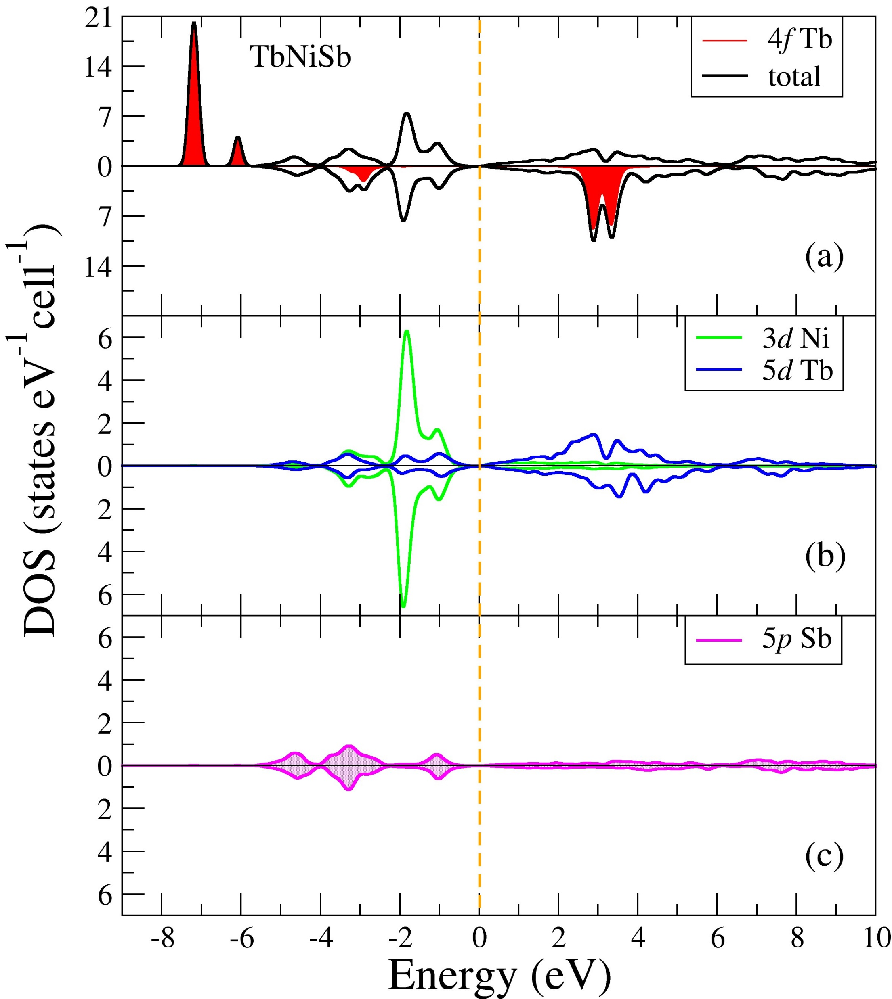 DOS (states eV-1 cell-1)
21
14
7
0
7
14
TbNiSb
4f Tb
total
(a)
6
4
2
0
2
4
6
3d Ni
5d Tb
(b)
6
4
2
0
2
4
6
5p Sb
(c)
-8 -6 -4 -2 0 2 4 6 8 10
Energy (eV)